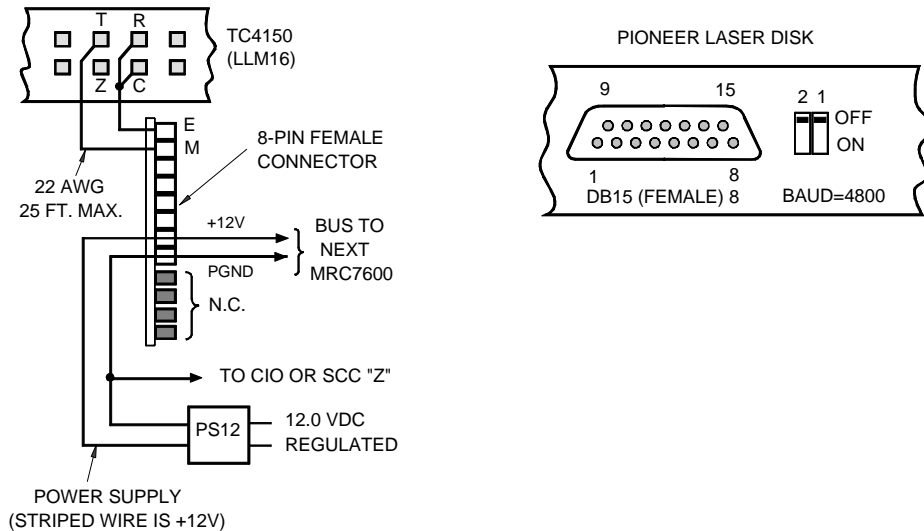 T R
TC4150
(LLM16)
Z C
E
M
8-PIN FEMALE
CONNECTOR
22 AWG
25 FT. MAX.
+12V
BUS TO
NEXT
MRC7600
PGND
N.C.
TO CIO OR SCC "Z"
PS12
12.0 VDC
REGULATED
POWER SUPPLY
(STRIPED WIRE IS +12V)
PIONEER LASER DISK
9 15
2 1
OFF
ON
1 8
DB15 (FEMALE) 8
BAUD=4800